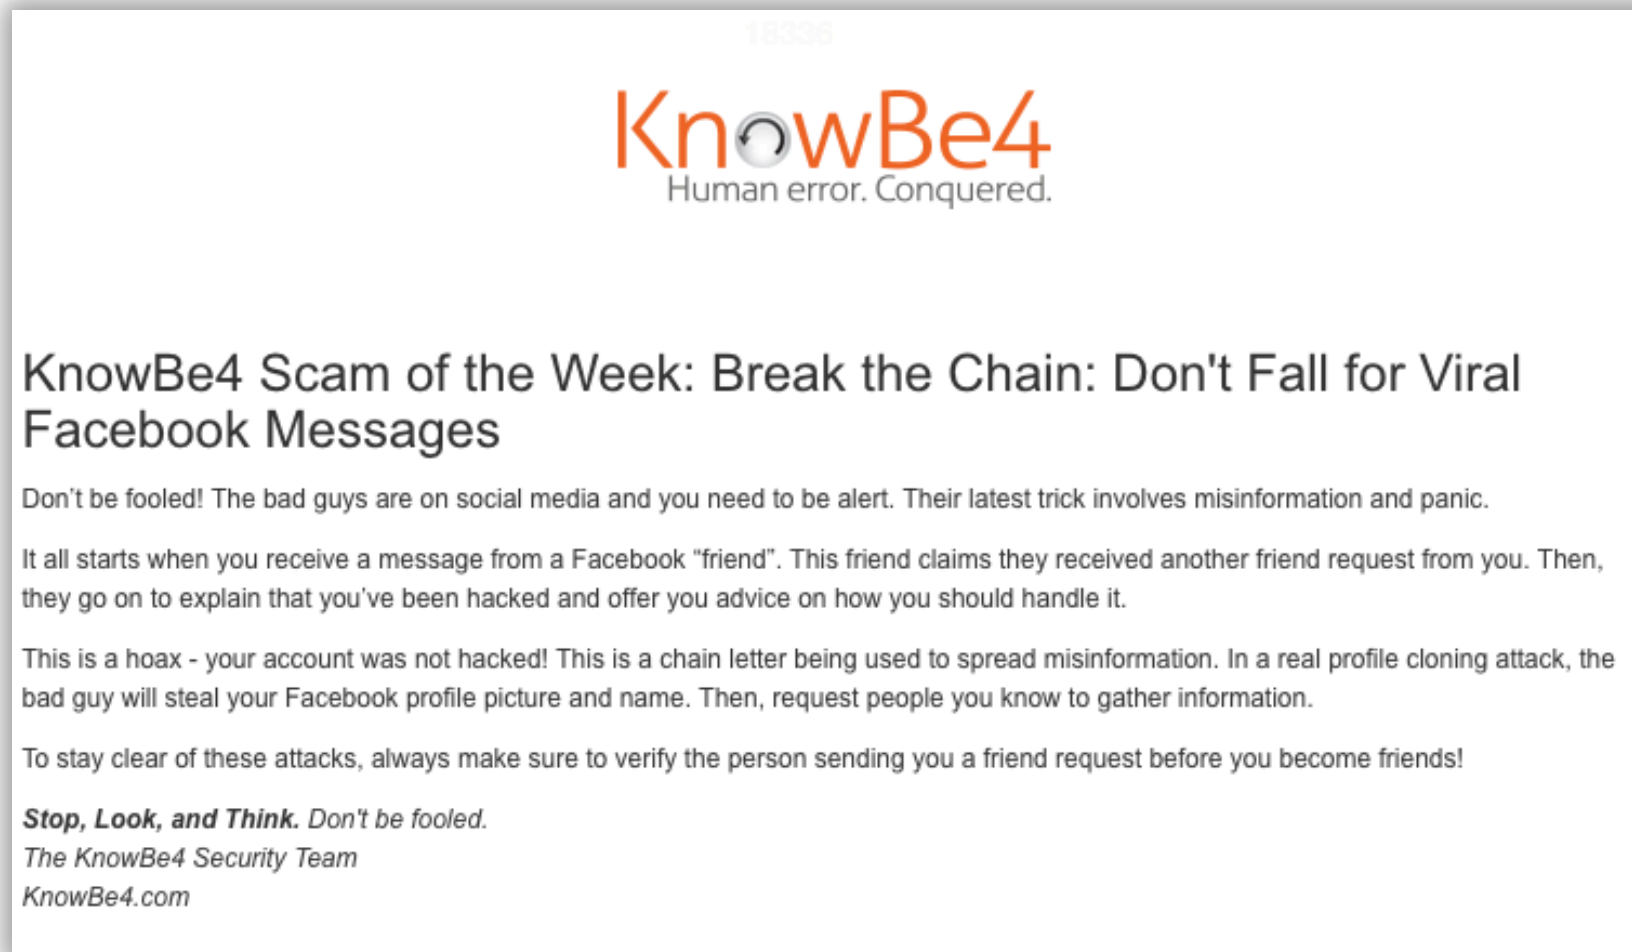 18336
KnowBe4
Human error. Conquered.
KnowBe4 Scam of the Week: Break the Chain: Don't Fall for Viral
Facebook Messages
Don’t be fooled! The bad guys are on social media and you need to be alert. Their latest trick involves misinformation and panic.
It all starts when you receive a message from a Facebook “friend”. This friend claims they received another friend request from you. Then,
they go on to explain that you’ve been hacked and offer you advice on how you should handle it.
This is a hoax - your account was not hacked! This is a chain letter being used to spread misinformation. In a real profile cloning attack, the
bad guy will steal your Facebook profile picture and name. Then, request people you know to gather information.
To stay clear of these attacks, always make sure to verify the person sending you a friend request before you become friends!
Stop, Look, and Think. Don't be fooled.
The KnowBe4 Security Team
KnowBe4.com